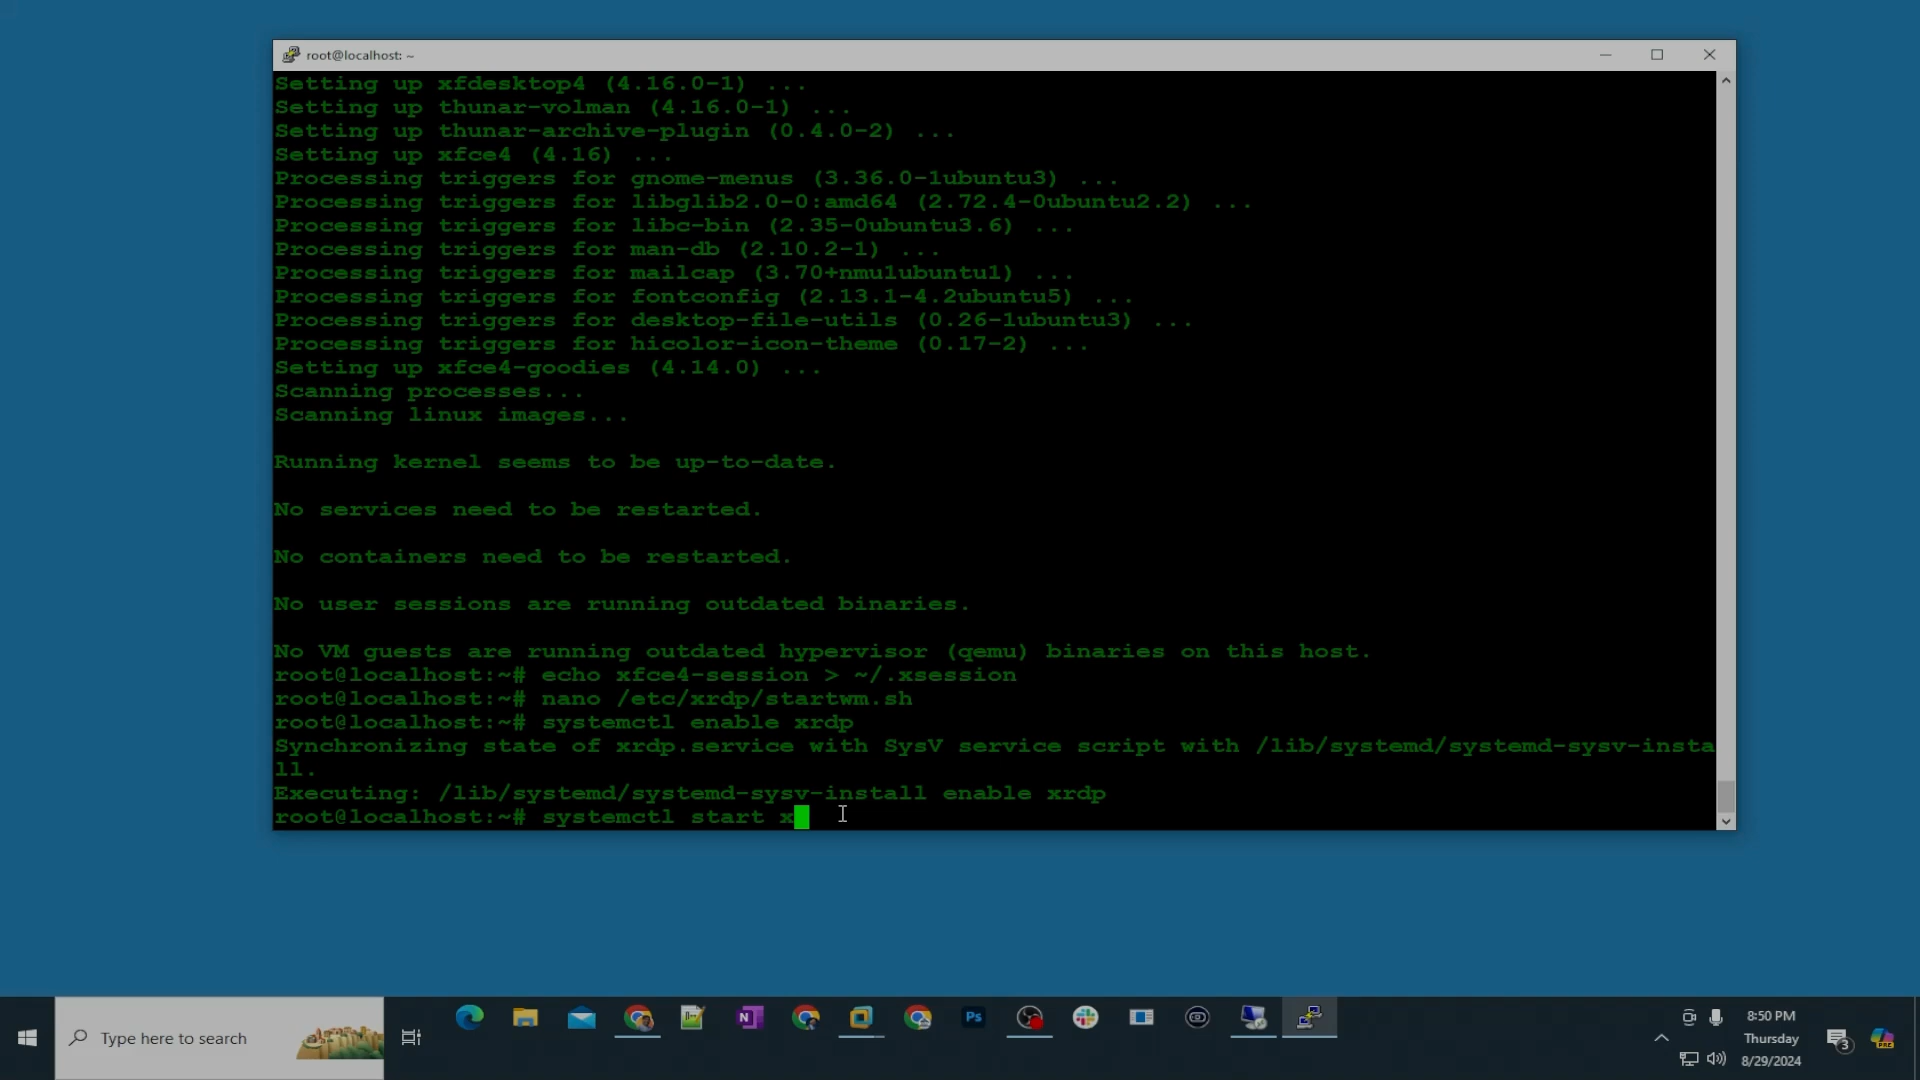 root@localhost: ~
Setting up xfdesktop4 (4.16.0-1) ...
Setting up thunar-volman (4.16.0-1) ...
Setting up thunar-archive-plugin (0.4.0-2) ...
Setting up xfce4 (4.16) ...
Processing triggers for gnome-menus (3.36.0-1ubuntu3) ...
Processing triggers for libglib2.0-0:amd64 (2.72.4-0ubuntu2.2) ...
Processing triggers for libc-bin (2.35-0ubuntu3.6) ...
Processing triggers for man-db (2.10.2-1) ...
Processing triggers for mailcap (3.70+nmu1ubuntu1) ...
Processing triggers for fontconfig (2.13.1-4.2ubuntu5) ...
Processing triggers for desktop-file-utils (0.26-1ubuntu3) ...
Processing triggers for hicolor-icon-theme (0.17-2) ...
Setting up xfce4-goodies (4.14.0) ...
Scanning processes...
Scanning linux images...
Running kernel seems to be up-to-date.
No services need to be restarted.
No containers need to be restarted.
No user sessions are running outdated binaries.
No VM guests are running outdated hypervisor (qemu) binaries on this host.
root@localhost:~# echo xfce4-session > ~/.xsession
root@localhost:~# nano /etc/xrdp/startwm.sh
root@localhost:~# systemctl enable xrdp
Synchronizing state of xrdp.service with SysV service script with /lib/systemd/systemd-sysv-insta
ll.
Executing: /lib/systemd/systemd-sysv-install enable xrdp
root@localhost:~# systemctl start x
Type here to search
N
Ps
8:50 PM
Thursday
8/29/2024
3
PRE